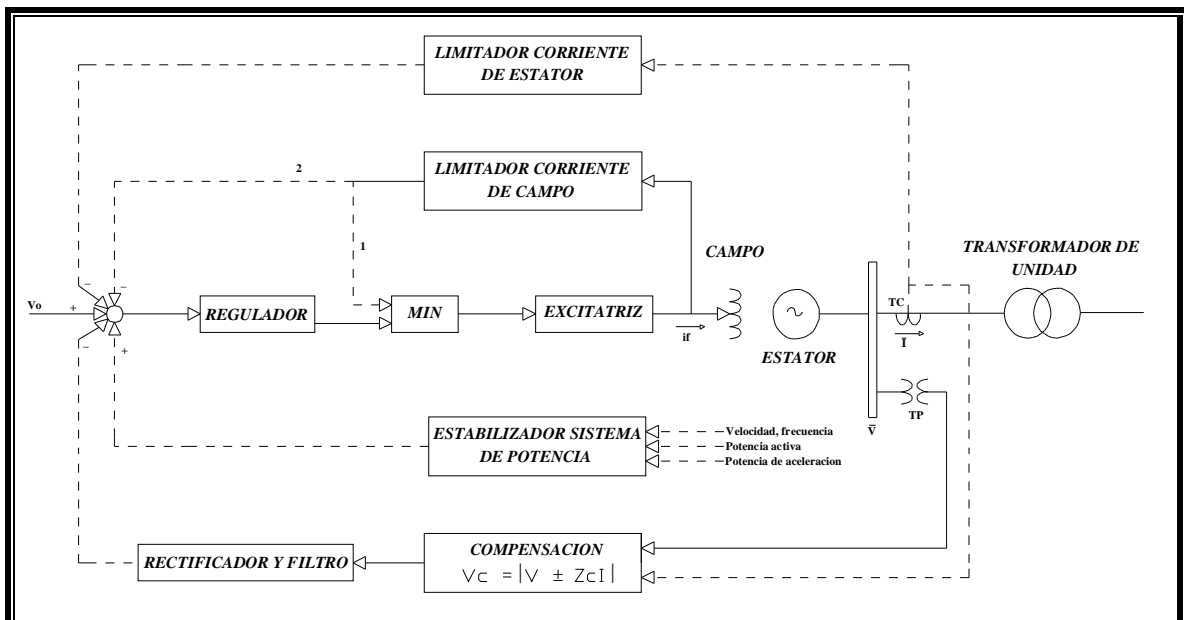 LIMITADOR CORRIENTE
DE ESTATOR
2
LIMITADOR CORRIENTE
DE CAMPO
1
CAMPO
TRANSFORMADOR DE
UNIDAD
Vo
+
−
−
−
+
REGULADOR
MIN
EXCITATRIZ
if
~
ESTATOR
TC
I̅
TP
V̅
ESTABILIZADOR SISTEMA
DE POTENCIA
Velocidad, frecuencia
Potencia activa
Potencia de aceleracion
RECTIFICADOR Y FILTRO
COMPENSACION
Vc = |V ± ZcI|